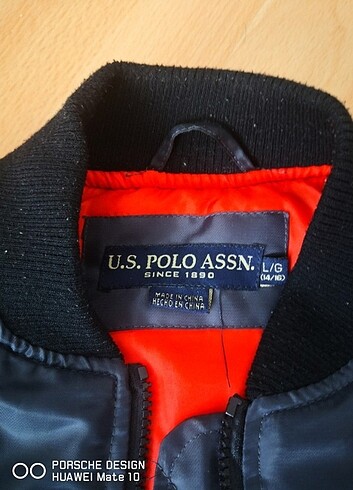 U.S. POLO ASSN.
SINCE 1890
L/G
(14/16)
MADE IN CHINA
HECHO EN CHINA
PORSCHE DESIGN
HUAWEI Mate 10